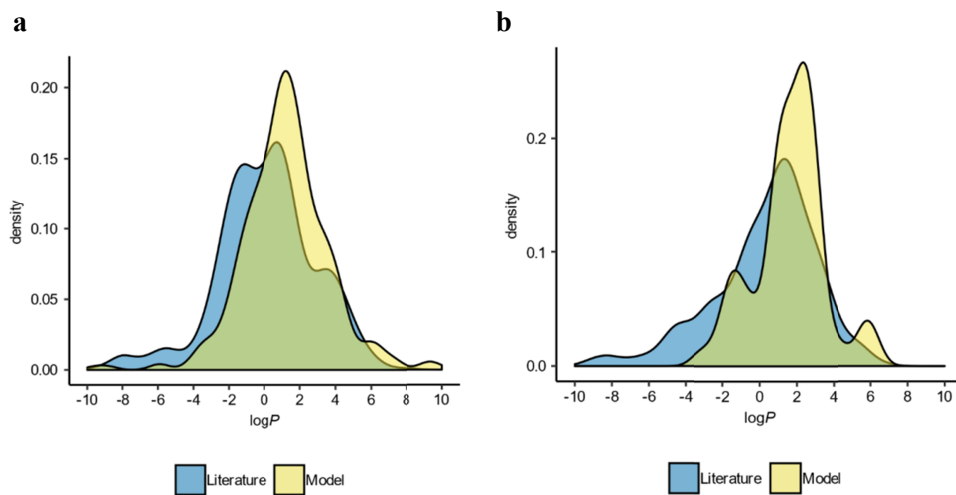 a
0.20
0.15
0.10
0.05
0.00
density
-10 -8 -6 -4 -2 0 2 4 6 8 10
logP
Literature Model
b
0.2
0.1
0.0
density
-10 -8 -6 -4 -2 0 2 4 6 8 10
logP
Literature Model